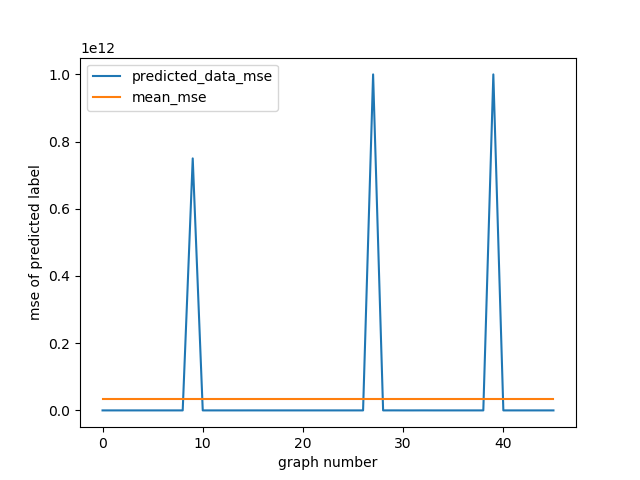 1e12
predicted_data_mse
mean_mse
1.0
0.8
0.6
0.4
0.2
0.0
mse of predicted label
0 10 20 30 40
graph number